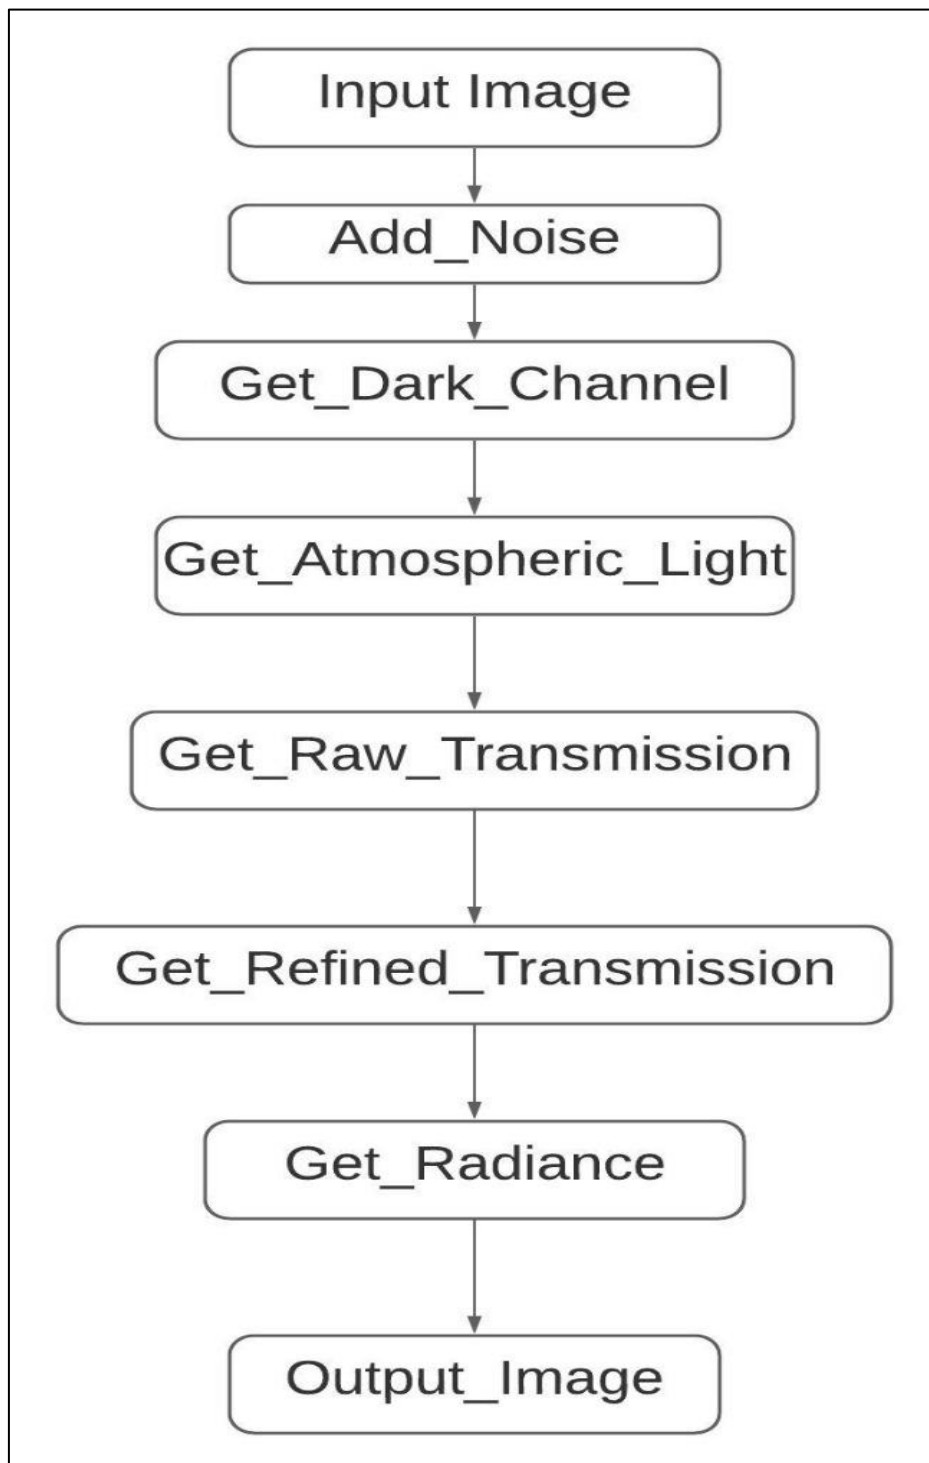 Input Image
Add_Noise
Get_Dark_Channel
Get_Atmospheric_Light
Get_Raw_Transmission
Get_Refined_Transmission
Get_Radiance
Output_Image